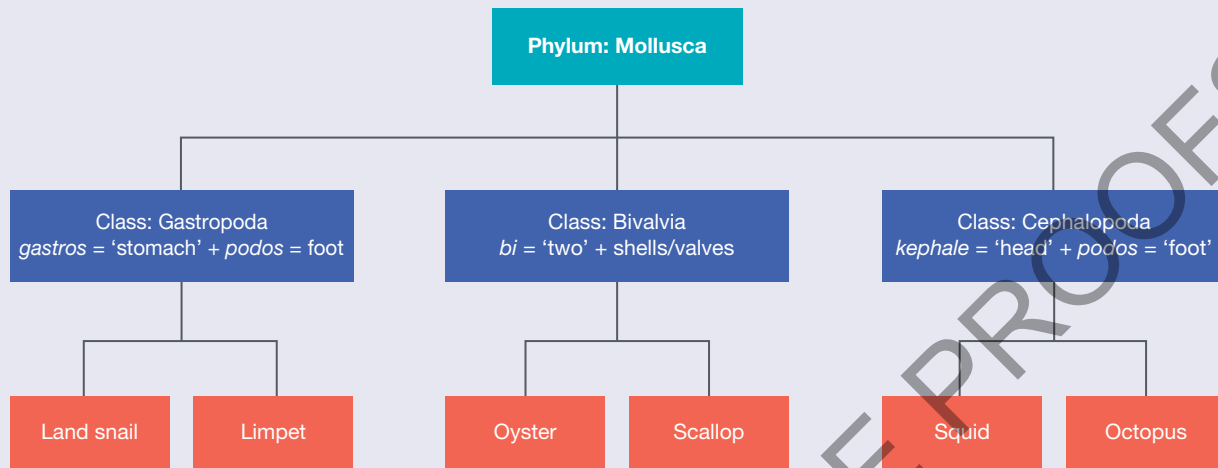 Phylum: Mollusca
Class: Gastropoda
gastros = ‘stomach’ + podos = foot
Class: Bivalvia
bi = ‘two’ + shells/valves
Class: Cephalopoda
kephale = ‘head’ + podos = ‘foot’
Land snail
Limpet
Oyster
Scallop
Squid
Octopus
PROOFS